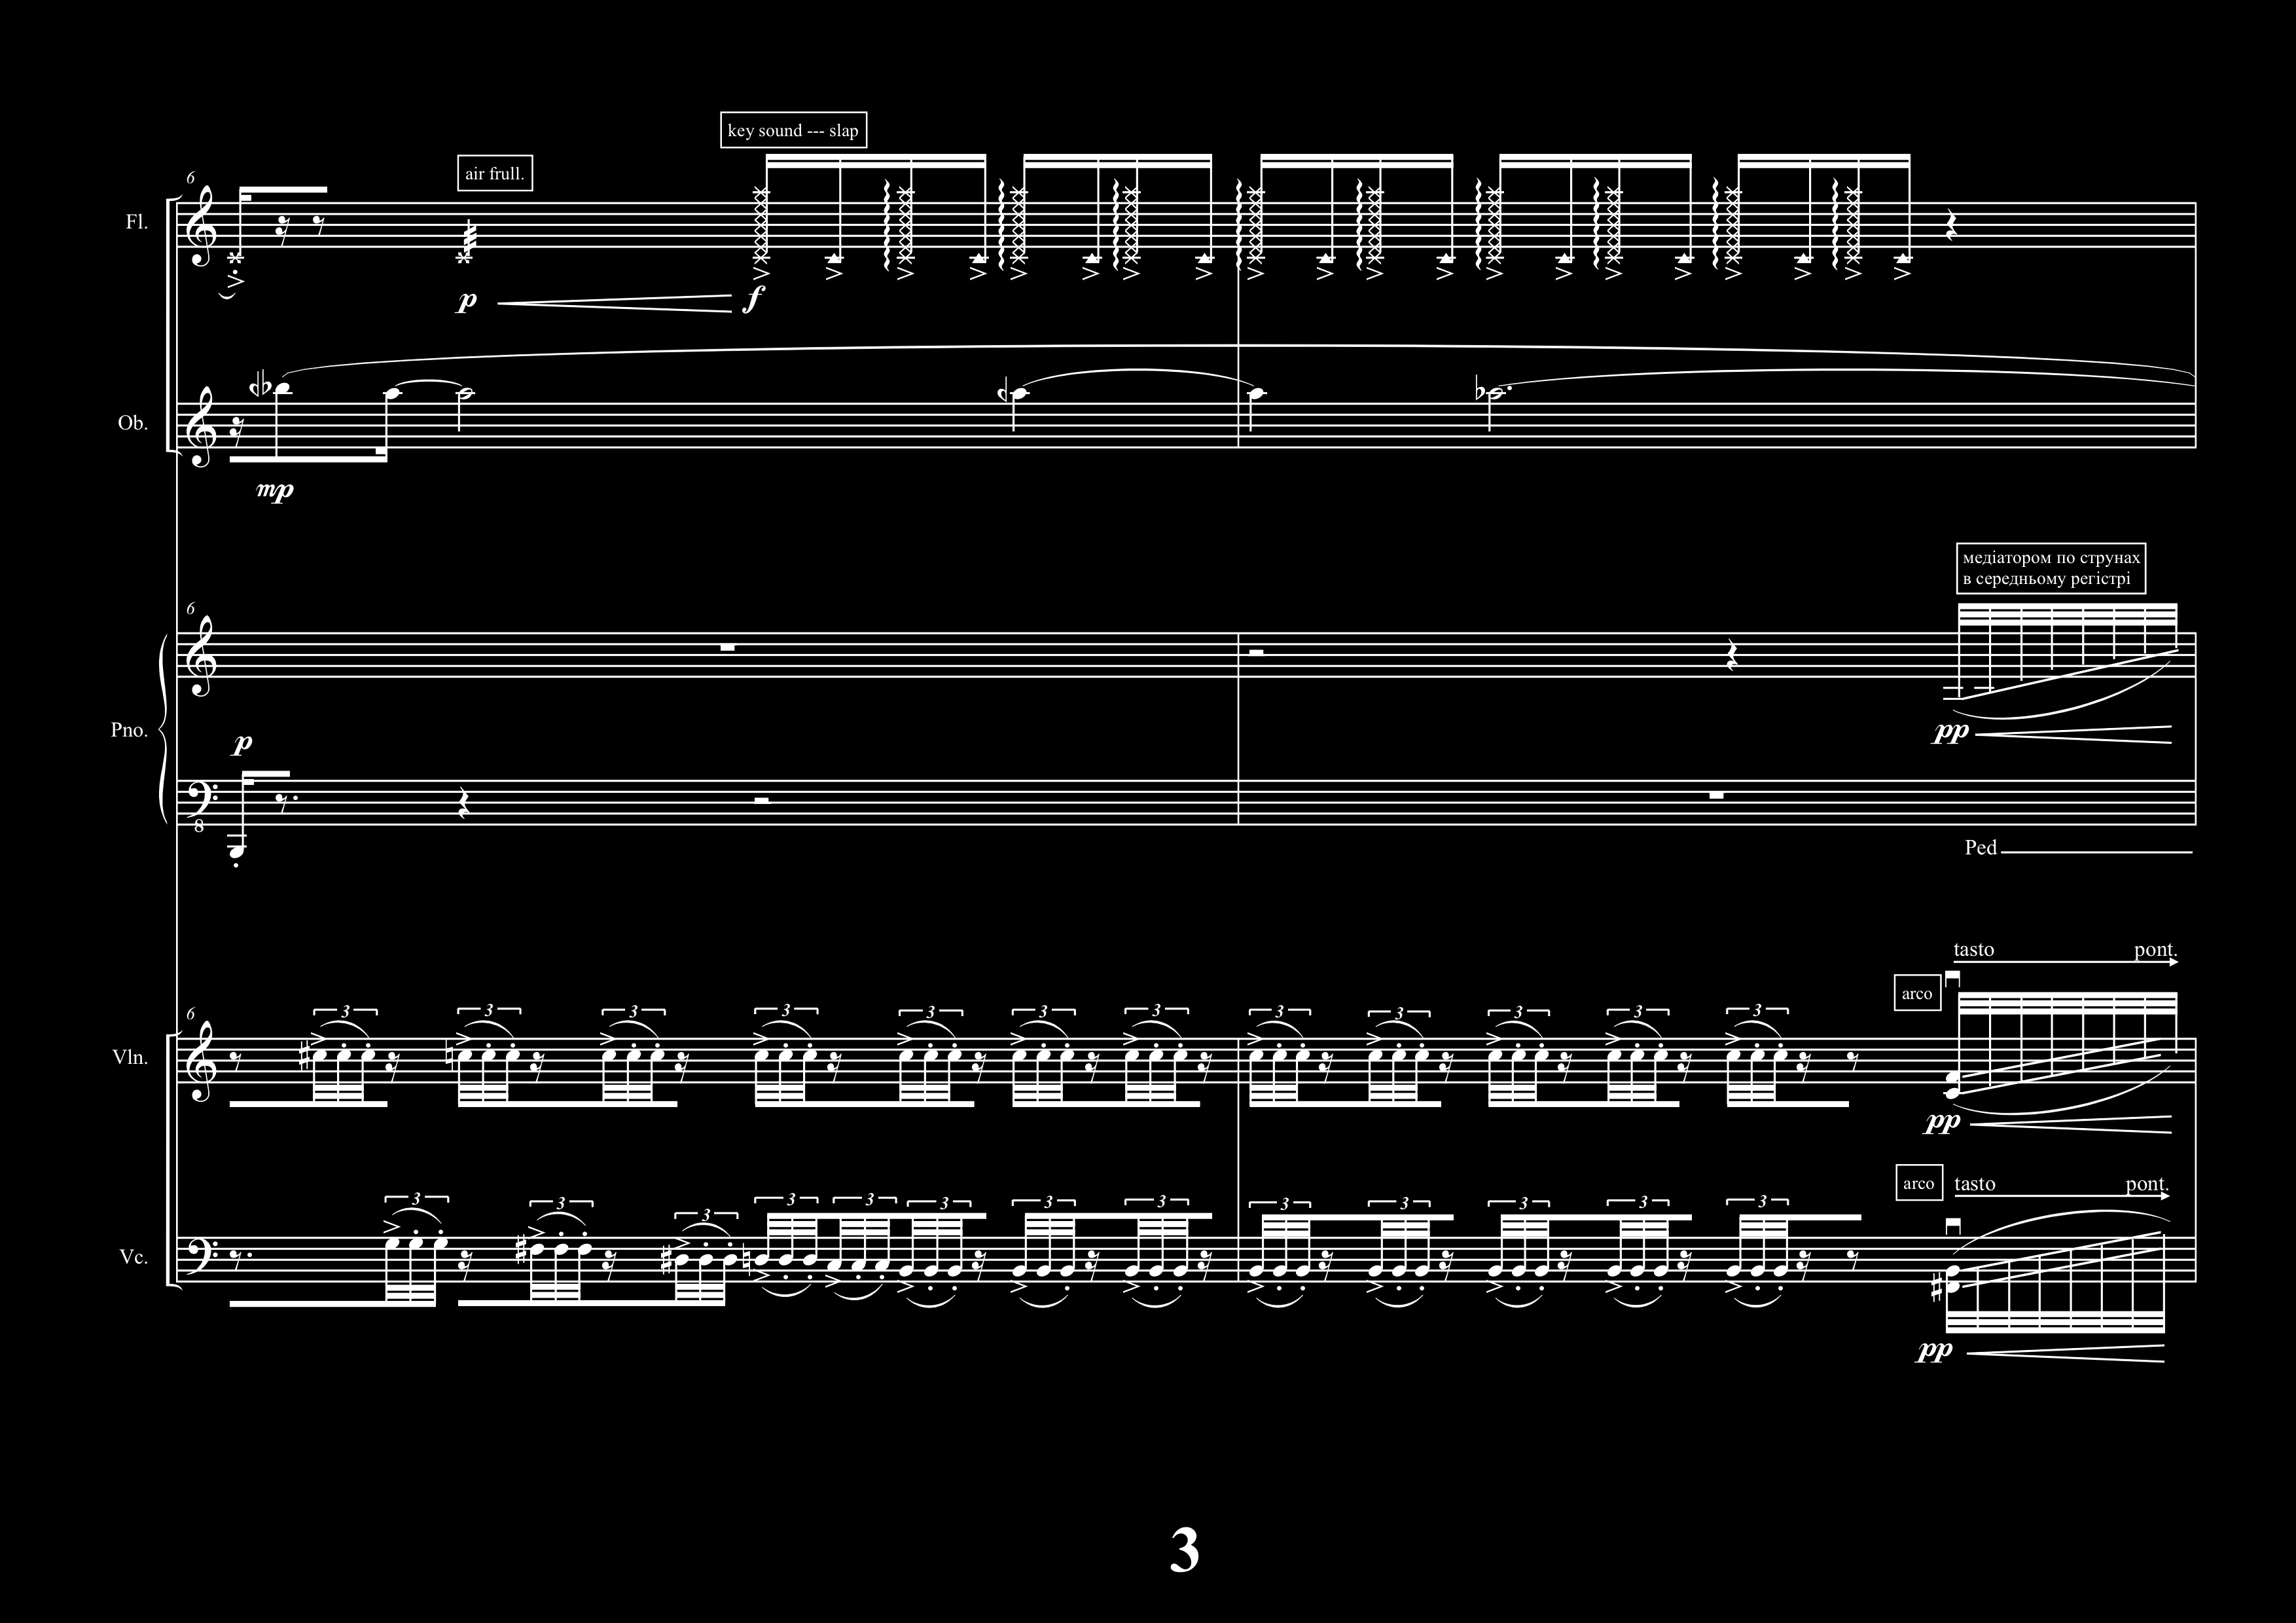 key sound --- slap
air frull.
6
Fl.
p
f
Ob.
mp
медіатором по струнах
в середньому регістрі
6
Pno.
pp
p
8
Ped
tasto pont.
arco
6
3 3 3 3 3 3 3 3 3 3 3 3
Vln.
pp
arco tasto pont.
3 3 3 3 3 3 3 3 3 3 3 3 3
Vc.
pp
3